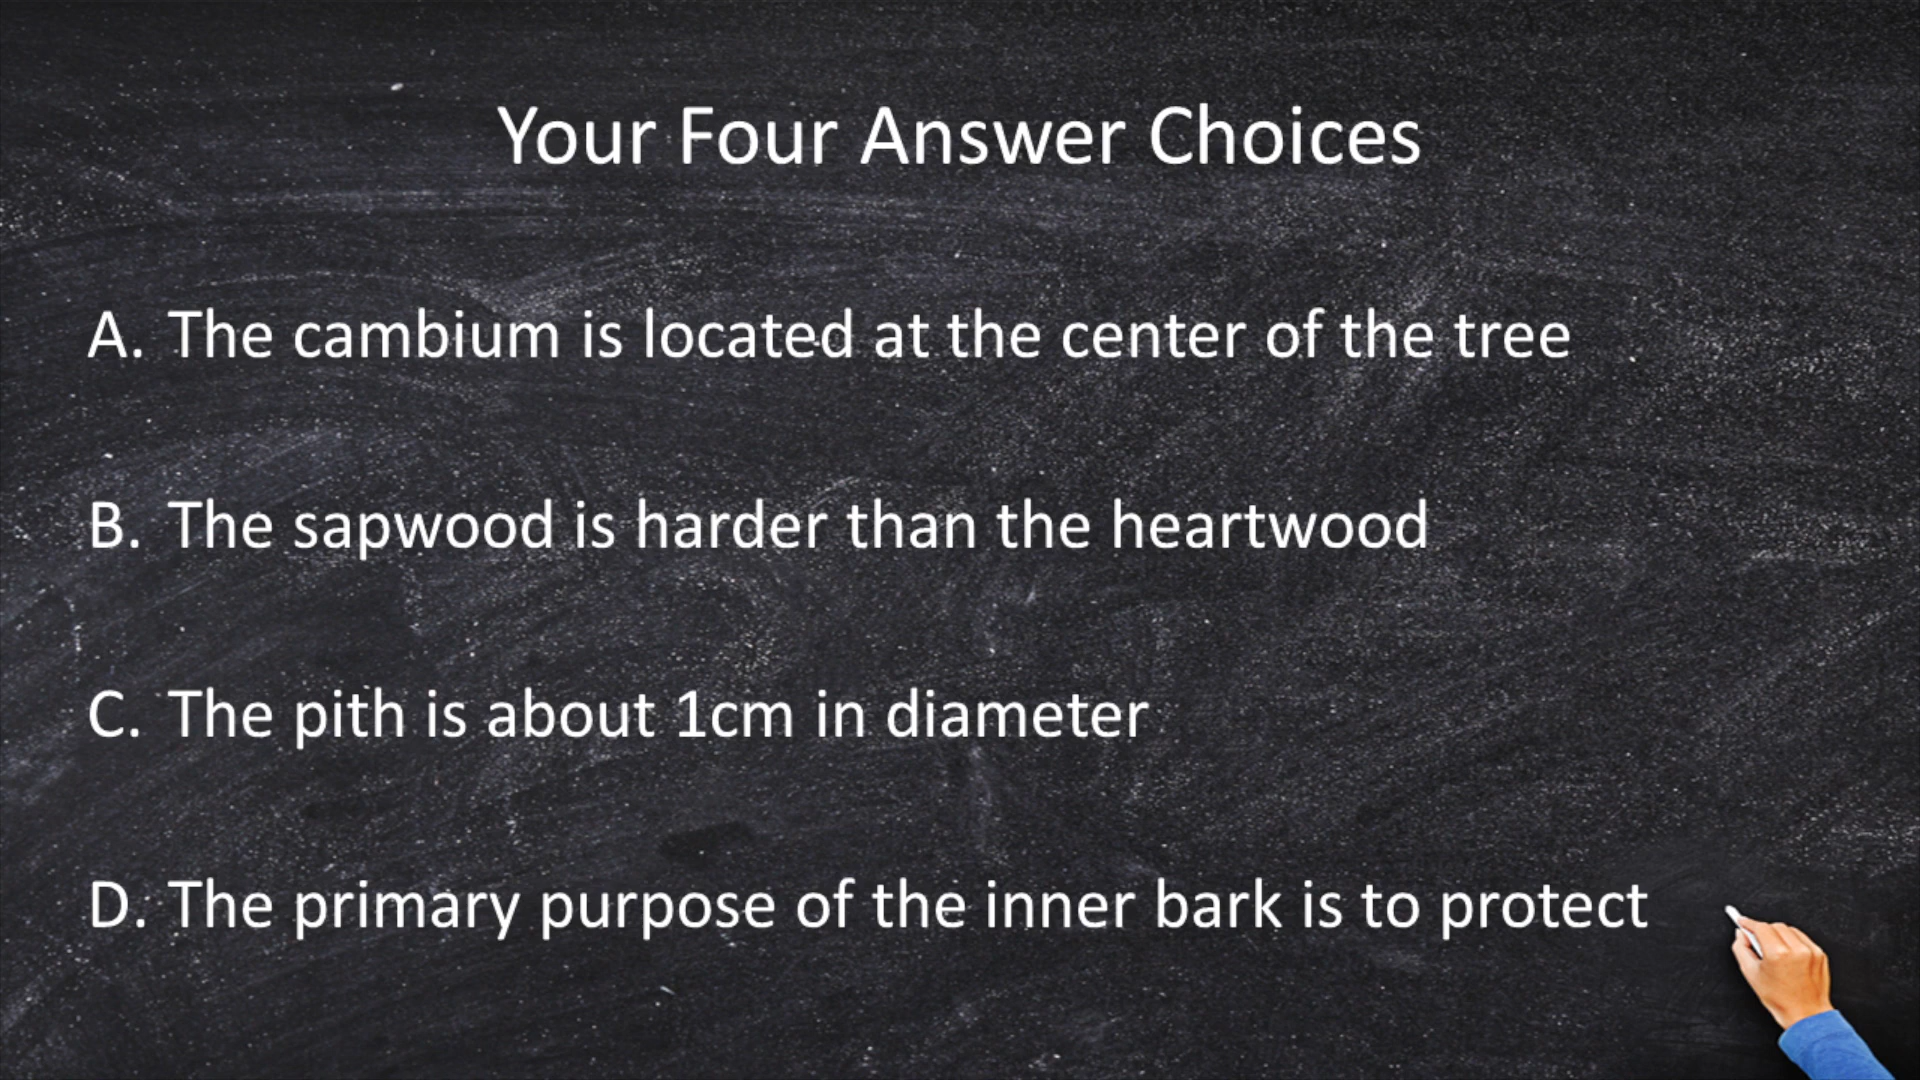 Your Four Answer Choices
A. The cambium is located at the center of the tree
B. The sapwood is harder than the heartwood
C. The pith is about 1cm in diameter
D. The primary purpose of the inner bark is to protect